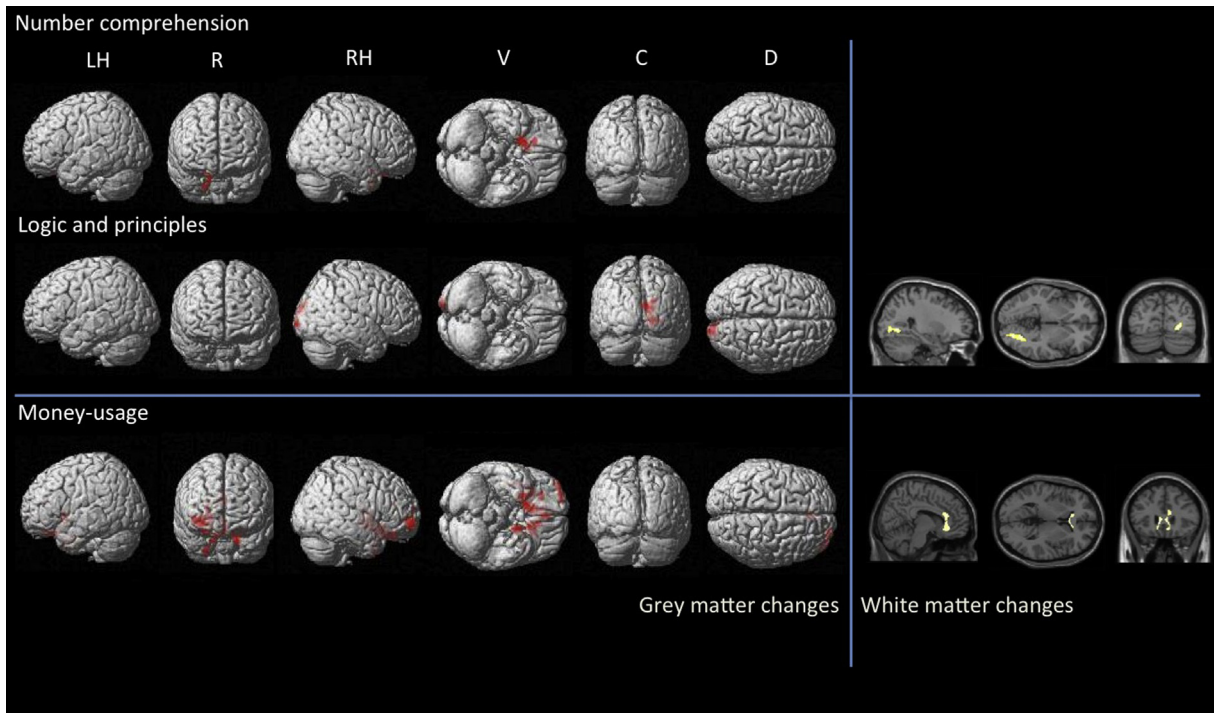 Number comprehension
LH R RH V C D
Logic and principles
Money-usage
Grey matter changes White matter changes